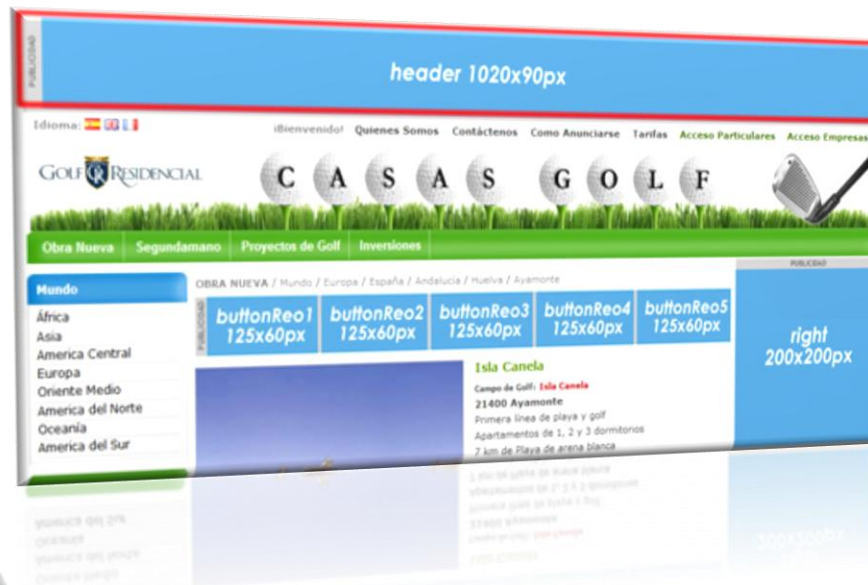 PUBLICIDAD
header 1020x90px
Idioma:
¡Bienvenido! Quienes Somos Contáctenos Como Anunciarse Tarifas Acceso Particulares Acceso Empresas
GOLF RESIDENCIAL
CASAS GOLF
Obra Nueva Segundamano Proyectos de Golf Inversiones
PUBLICIDAD
Mundo
África
Asia
America Central
Europa
Oriente Medio
America del Norte
Oceanía
America del Sur
OBRA NUEVA / Mundo / Europa / España / Andalucia / Huelva / Ayamonte
PUBLICIDAD
buttonReo1
125x60px
buttonReo2
125x60px
buttonReo3
125x60px
buttonReo4
125x60px
buttonReo5
125x60px
right
200x200px
Isla Canela
Campo de Golf: Isla Canela
21400 Ayamonte
Primera línea de playa y golf
Apartamentos de 1, 2 y 3 dormitorios
7 km de Playa de arena blanca